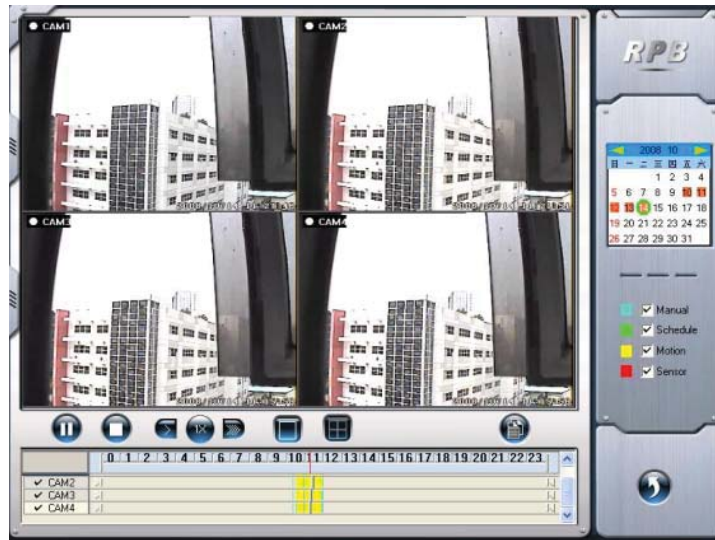 CAM1
CAM2
CAM3
CAM4
RPB
2008 10
日 一 二 三 四 五 六
1 2 3 4
5 6 7 8 9 10 11
12 13 14 15 16 17 18
19 20 21 22 23 24 25
26 27 28 29 30 31
Manual
Schedule
Motion
Sensor
1X
0 1 2 3 4 5 6 7 8 9 10 11 12 13 14 15 16 17 18 19 20 21 22 23
CAM2
CAM3
CAM4